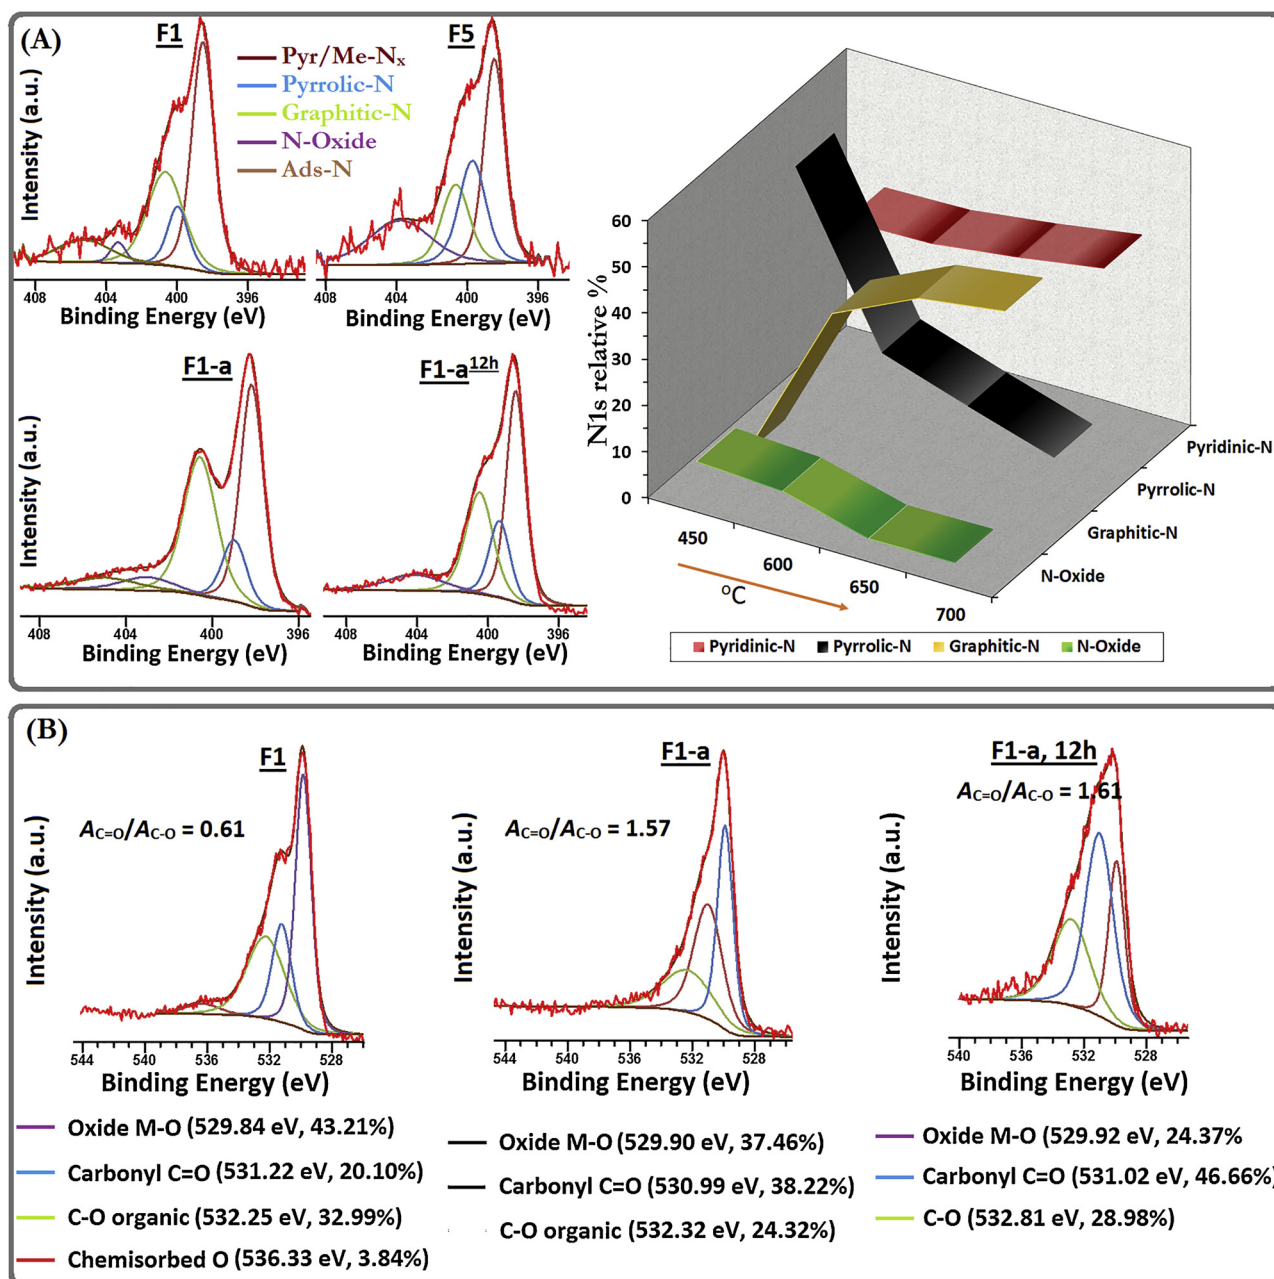 (A)
F1
F5
Pyr/Me-Nx
Pyrrolic-N
Graphitic-N
N-Oxide
Ads-N
Intensity (a.u.)
408 404 400 396
Binding Energy (eV)
408 404 400 396
Binding Energy (eV)
F1-a
F1-a12h
Intensity (a.u.)
408 404 400 396
Binding Energy (eV)
408 404 400 396
Binding Energy (eV)
N1s relative %
60
50
40
30
20
10
0
450
600
650
700
°C
Pyridinic-N
Pyrrolic-N
Graphitic-N
N-Oxide
Pyridinic-N Pyrrolic-N Graphitic-N N-Oxide
(B)
F1
AC=O/AC-O = 0.61
Intensity (a.u.)
544 540 536 532 528
Binding Energy (eV)
Oxide M-O (529.84 eV, 43.21%)
Carbonyl C=O (531.22 eV, 20.10%)
C-O organic (532.25 eV, 32.99%)
Chemisorbed O (536.33 eV, 3.84%)
F1-a
AC=O/AC-O = 1.57
Intensity (a.u.)
544 540 536 532 528
Binding Energy (eV)
Oxide M-O (529.90 eV, 37.46%)
Carbonyl C=O (530.99 eV, 38.22%)
C-O organic (532.32 eV, 24.32%)
F1-a, 12h
AC=O/AC-O = 1.61
Intensity (a.u.)
540 536 532 528
Binding Energy (eV)
Oxide M-O (529.92 eV, 24.37%
Carbonyl C=O (531.02 eV, 46.66%)
C-O (532.81 eV, 28.98%)